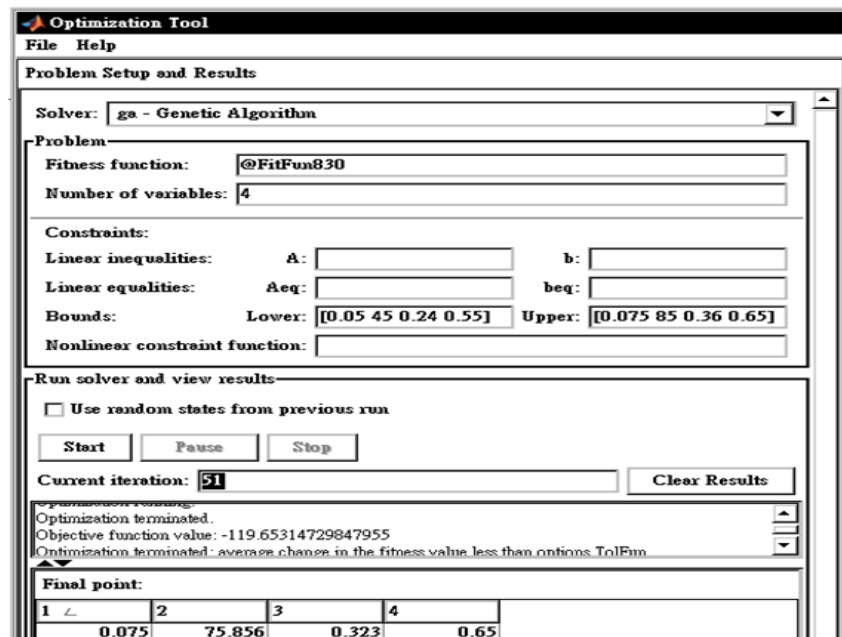 Optimization Tool
File Help
Problem Setup and Results
Solver: ga - Genetic Algorithm
Problem
Fitness function: @FitFun830
Number of variables: 4
Constraints:
Linear inequalities: A: b:
Linear equalities: Aeq: beq:
Bounds: Lower: [0.05 45 0.24 0.55] Upper: [0.075 85 0.36 0.65]
Nonlinear constraint function:
Run solver and view results
Use random states from previous run
Start Pause Stop
Current iteration: 51 Clear Results
Optimization running.
Optimization terminated.
Objective function value: -119.65314729847955
Optimization terminated: average change in the fitness value less than options.TolFun
Final point:
1 2 3 4
0.075 75.856 0.323 0.65